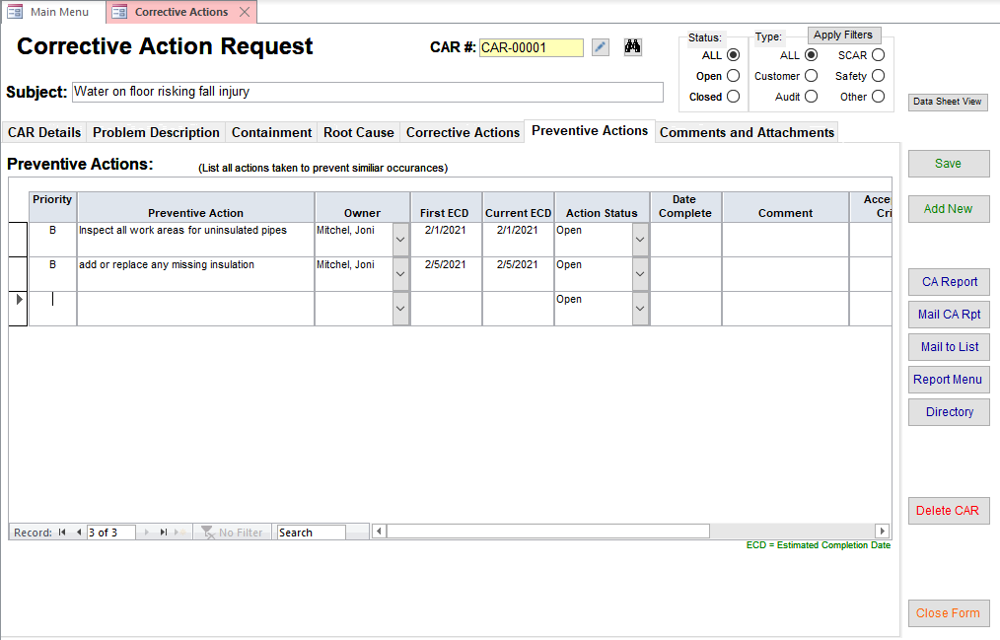 Main Menu
Corrective Actions
Corrective Action Request
CAR #: CAR-00001
Status:
ALL
Open
Closed
Type:
Apply Filters
ALL SCAR
Customer Safety
Audit Other
Subject: Water on floor risking fall injury
Data Sheet View
CAR Details Problem Description Containment Root Cause Corrective Actions Preventive Actions Comments and Attachments
Preventive Actions: (List all actions taken to prevent similiar occurances)
Priority Preventive Action Owner First ECD Current ECD Action Status Date Complete Comment Acce Cri
B Inspect all work areas for uninsulated pipes Mitchel, Joni 2/1/2021 2/1/2021 Open
B add or replace any missing insulation Mitchel, Joni 2/5/2021 2/5/2021 Open
Open
Record: 3 of 3 No Filter Search
ECD = Estimated Completion Date
Save
Add New
CA Report
Mail CA Rpt
Mail to List
Report Menu
Directory
Delete CAR
Close Form